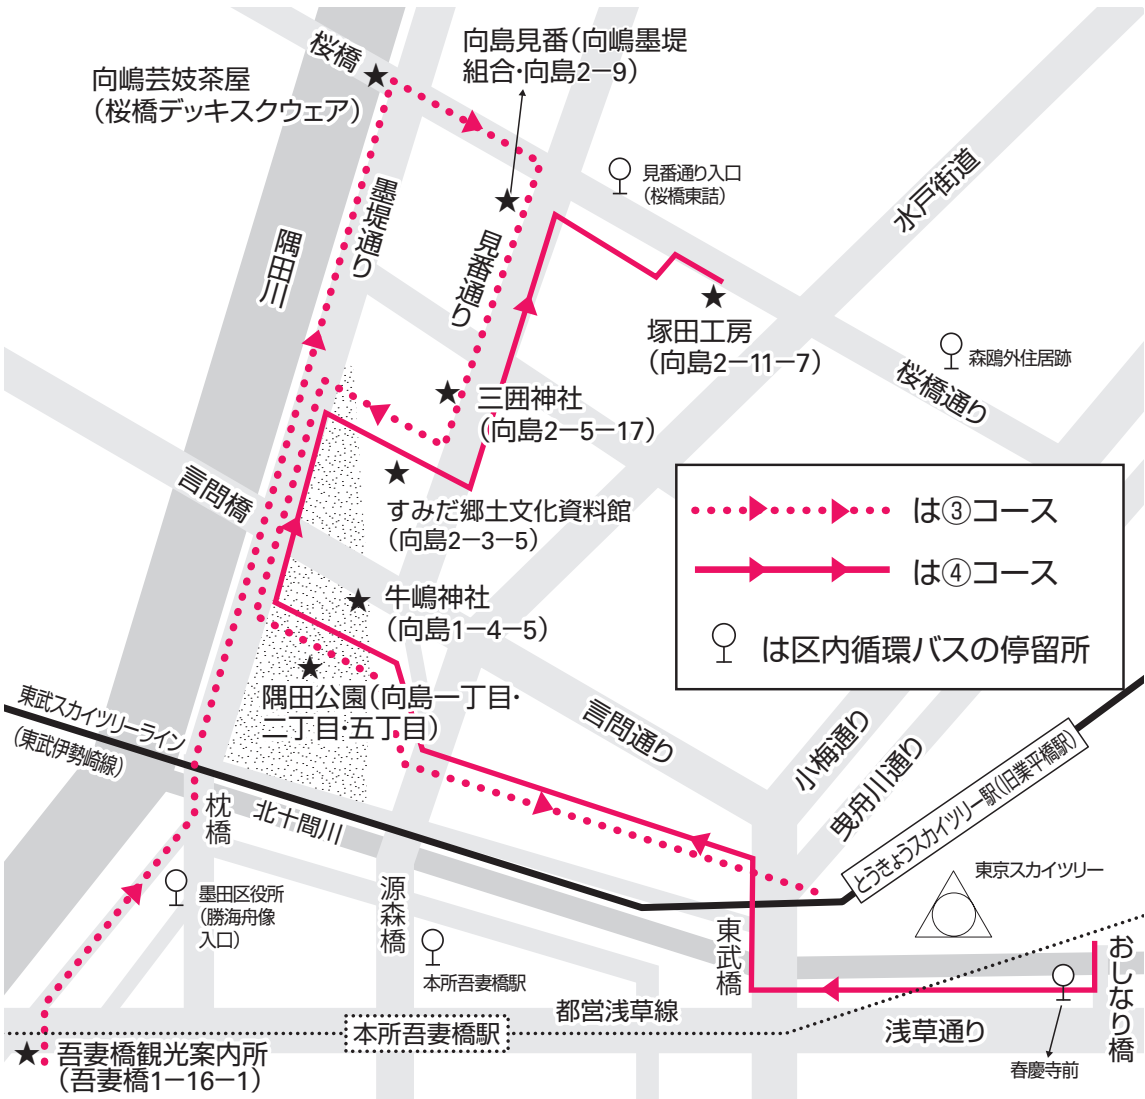 桜橋
向嶋芸妓茶屋
（桜橋デッキスクウェア）
向島見番（向嶋墨堤
組合・向島2−9）
見番通り入口
（桜橋東詰）
水戸街道
墨堤通り
隅田川
見番通り
塚田工房
（向島2−11−7）
森鴎外住居跡
桜橋通り
三囲神社
（向島2−5−17）
言問橋
すみだ郷土文化資料館
（向島2−3−5）
は③コース
は④コース
は区内循環バスの停留所
牛嶋神社
（向島1−4−5）
隅田公園（向島一丁目・
二丁目・五丁目）
言問通り
小梅通り
曳舟川通り
東武スカイツリーライン
（東武伊勢崎線）
とうきょうスカイツリー駅（旧業平橋駅）
枕橋
北十間川
東京スカイツリー
墨田区役所
（勝海舟像
入口）
源森橋
本所吾妻橋駅
東武橋
おしなり橋
都営浅草線
本所吾妻橋駅
浅草通り
吾妻橋観光案内所
（吾妻橋1−16−1）
春慶寺前